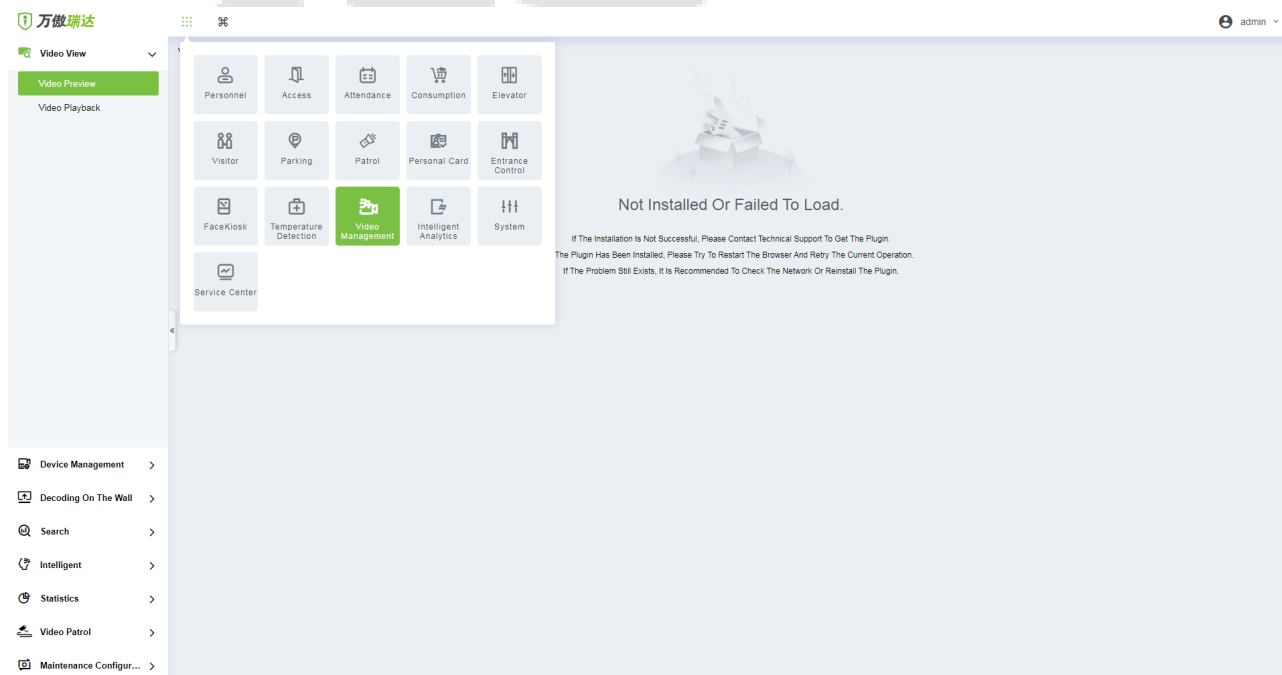 万傲瑞达
admin
Video View
Video Preview
Video Playback
Personnel
Access
Attendance
Consumption
Elevator
Visitor
Parking
Patrol
Personal Card
Entrance
Control
FaceKiosk
Temperature
Detection
Video
Management
Intelligent
Analytics
System
Service Center
Not Installed Or Failed To Load.
If The Installation Is Not Successful, Please Contact Technical Support To Get The Plugin.
The Plugin Has Been Installed, Please Try To Restart The Browser And Retry The Current Operation.
If The Problem Still Exists, It Is Recommended To Check The Network Or Reinstall The Plugin.
Device Management
Decoding On The Wall
Search
Intelligent
Statistics
Video Patrol
Maintenance Configur...